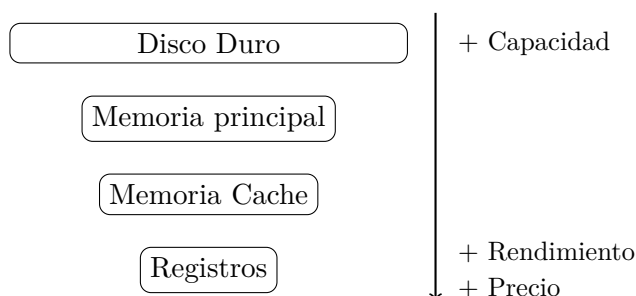 Disco Duro
+ Capacidad
Memoria principal
Memoria Cache
Registros
+ Rendimiento
+ Precio